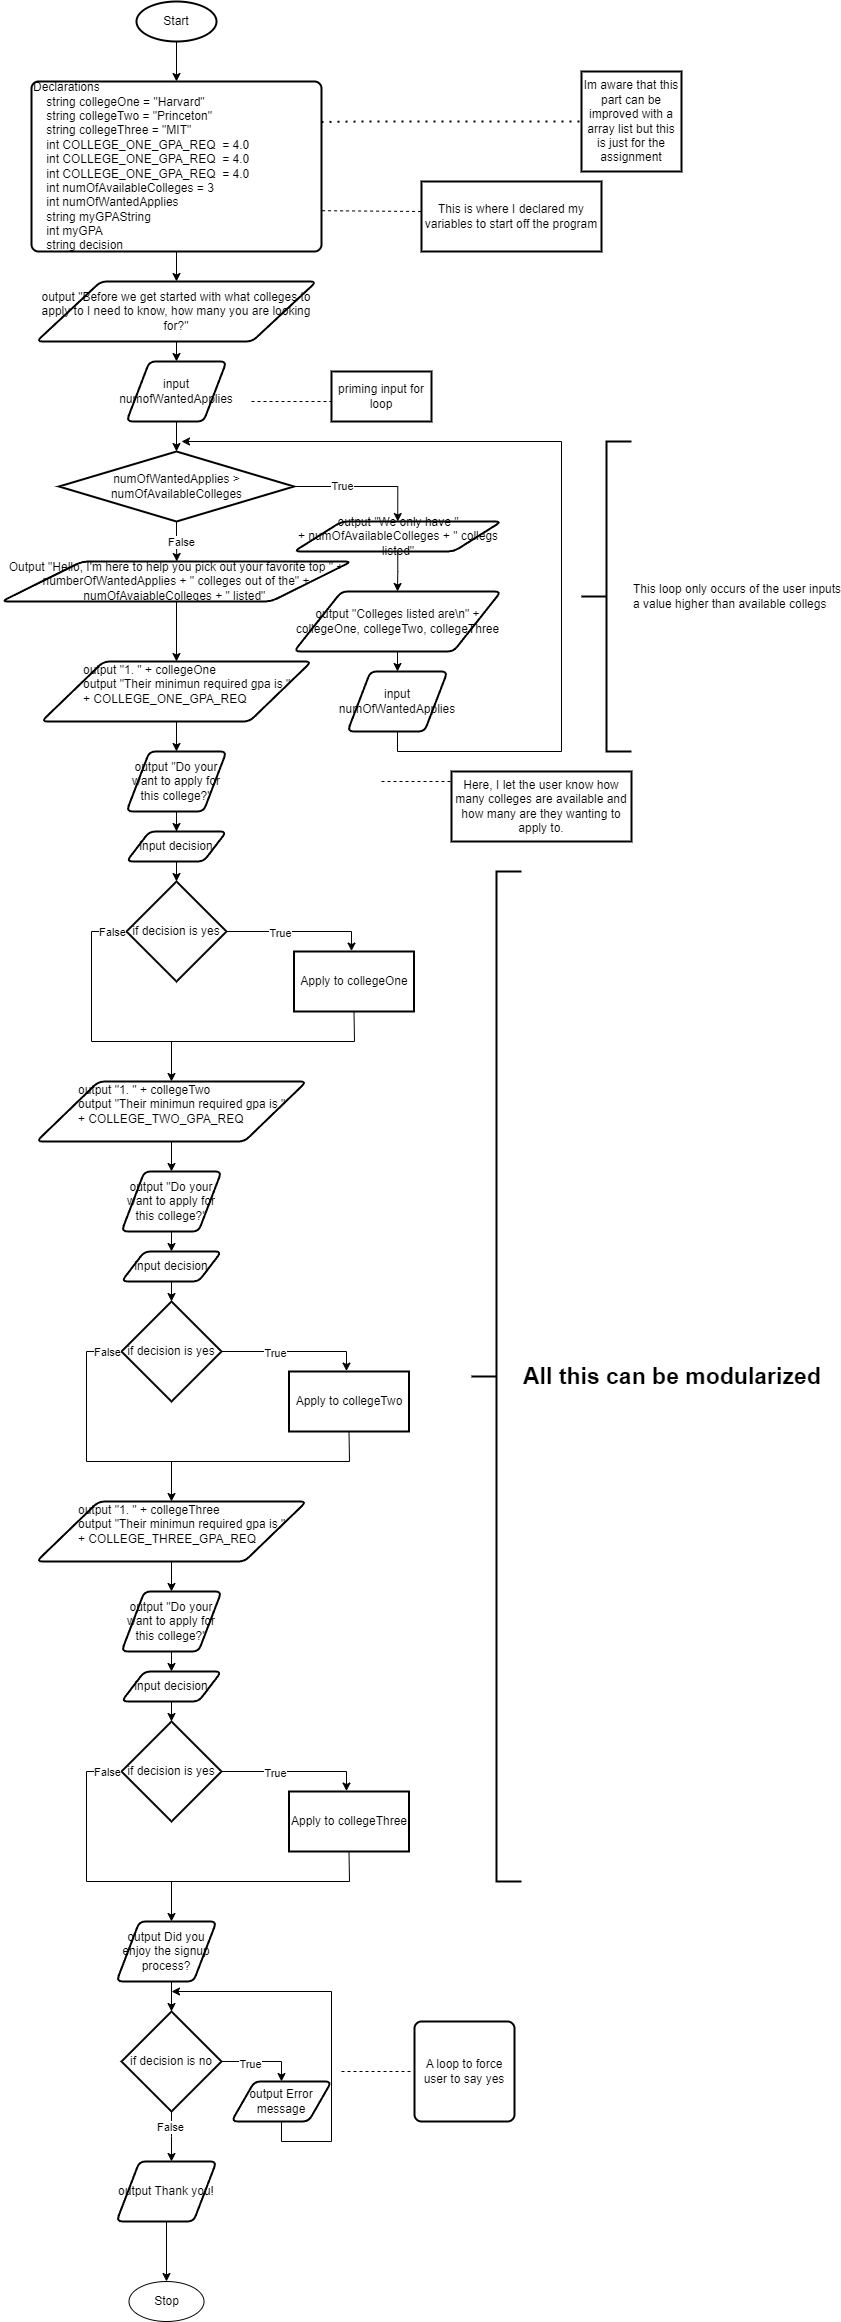 Start
Declarations
string collegeOne = "Harvard"
string collegeTwo = "Princeton"
string collegeThree = "MIT"
int COLLEGE_ONE_GPA_REQ  = 4.0
int COLLEGE_ONE_GPA_REQ  = 4.0
int COLLEGE_ONE_GPA_REQ  = 4.0
int numOfAvailableColleges = 3
int numOfWantedApplies
string myGPAString
int myGPA
string decision
Im aware that this
part can be
improved with a
array list but this
is just for the
assignment
This is where I declared my
variables to start off the program
output "Before we get started with what colleges to
apply to I need to know, how many you are looking
for?"
input
numofWantedApplies
priming input for
loop
numOfWantedApplies >
numOfAvailableColleges
True
False
output "We only have "
+ numOfAvailableColleges + " collegs
listed"
Output "Hello, I'm here to help you pick out your favorite top " +
numberOfWantedApplies + " colleges out of the" +
numOfAvaiableColleges + " listed"
This loop only occurs of the user inputs
a value higher than available collegs
output "Colleges listed are\n" +
collegeOne, collegeTwo, collegeThree
output "1. " + collegeOne
output "Their minimun required gpa is "
+ COLLEGE_ONE_GPA_REQ
input
numOfWantedApplies
output "Do your
want to apply for
this college?"
Here, I let the user know how
many colleges are available and
how many are they wanting to
apply to.
input decision
if decision is yes
False
True
Apply to collegeOne
output "1. " + collegeTwo
output "Their minimun required gpa is "
+ COLLEGE_TWO_GPA_REQ
output "Do your
want to apply for
this college?"
input decision
if decision is yes
False
True
Apply to collegeTwo
All this can be modularized
output "1. " + collegeThree
output "Their minimun required gpa is "
+ COLLEGE_THREE_GPA_REQ
output "Do your
want to apply for
this college?"
input decision
if decision is yes
False
True
Apply to collegeThree
output Did you
enjoy the signup
process?
if decision is no
True
output Error
message
A loop to force
user to say yes
False
output Thank you!
Stop